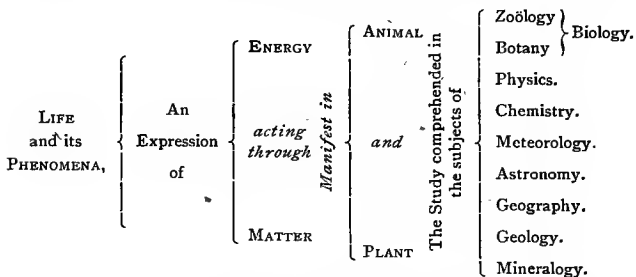 LIFE
and its
PHENOMENA,
An
Expression
of
ENERGY
acting
through
MATTER
Manifest in
ANIMAL
and
PLANT
The Study comprehended in
the subjects of
Zoölogy
Botany
Biology.
Physics.
Chemistry.
Meteorology.
Astronomy.
Geography.
Geology.
Mineralogy.